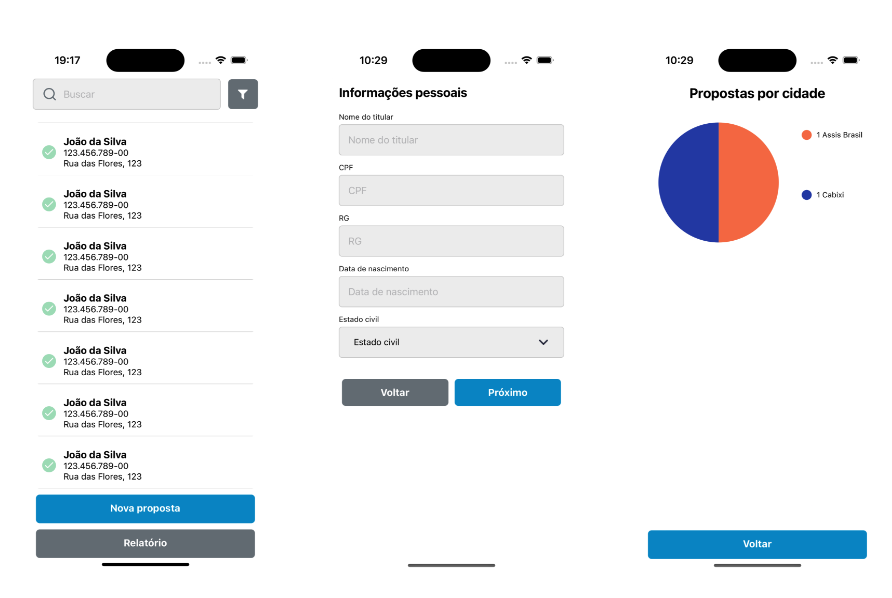 19:17
Buscar
João da Silva
123.456.789-00
Rua das Flores, 123
João da Silva
123.456.789-00
Rua das Flores, 123
João da Silva
123.456.789-00
Rua das Flores, 123
João da Silva
123.456.789-00
Rua das Flores, 123
João da Silva
123.456.789-00
Rua das Flores, 123
João da Silva
123.456.789-00
Rua das Flores, 123
João da Silva
123.456.789-00
Rua das Flores, 123
Nova proposta
Relatório
10:29
Informações pessoais
Nome do titular
Nome do titular
CPF
CPF
RG
RG
Data de nascimento
Data de nascimento
Estado civil
Estado civil
Voltar
Próximo
10:29
Propostas por cidade
1 Assis Brasil
1 Cabixi
Voltar